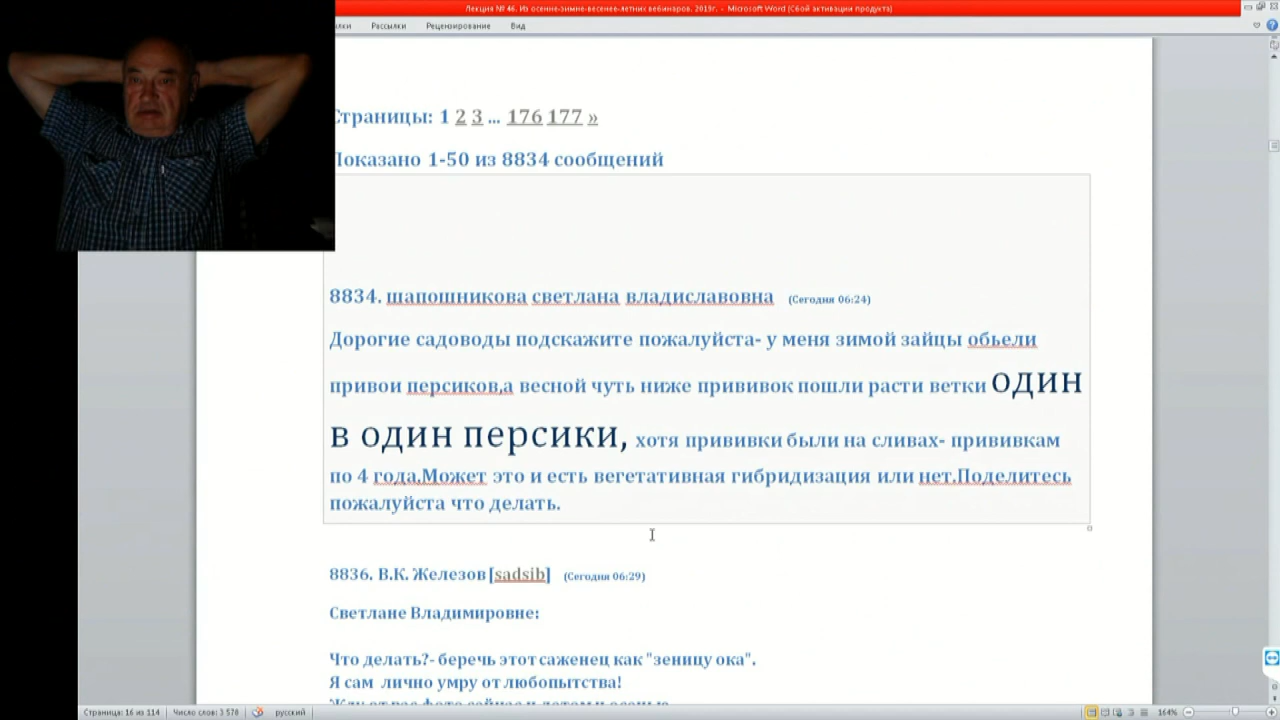 Лекция № 46. Из осенне-зимне-весенее-летних вебинаров. 2019г. - Microsoft Word (Сбой активации продукта)
Рассылки Рецензирование Вид
Страницы: 1 2 3 ... 176 177 »
Показано 1-50 из 8834 сообщений
8834. шапошникова светлана владиславовна (Сегодня 06:24)
Дорогие садоводы подскажите пожалуйста- у меня зимой зайцы обьели
привои персиков,а весной чуть ниже прививок пошли расти ветки один
в один персики, хотя прививки были на сливах- прививкам
по 4 года.Может это и есть вегетативная гибридизация или нет.Поделитесь
пожалуйста что делать.
8836. В.К. Железов [sadsib] (Сегодня 06:29)
Светлане Владимировне:
Что делать?- беречь этот саженец как "зеницу ока".
Я сам лично умру от любопытства!
Страница: 16 из 114 Число слов: 3 578 русский 164%